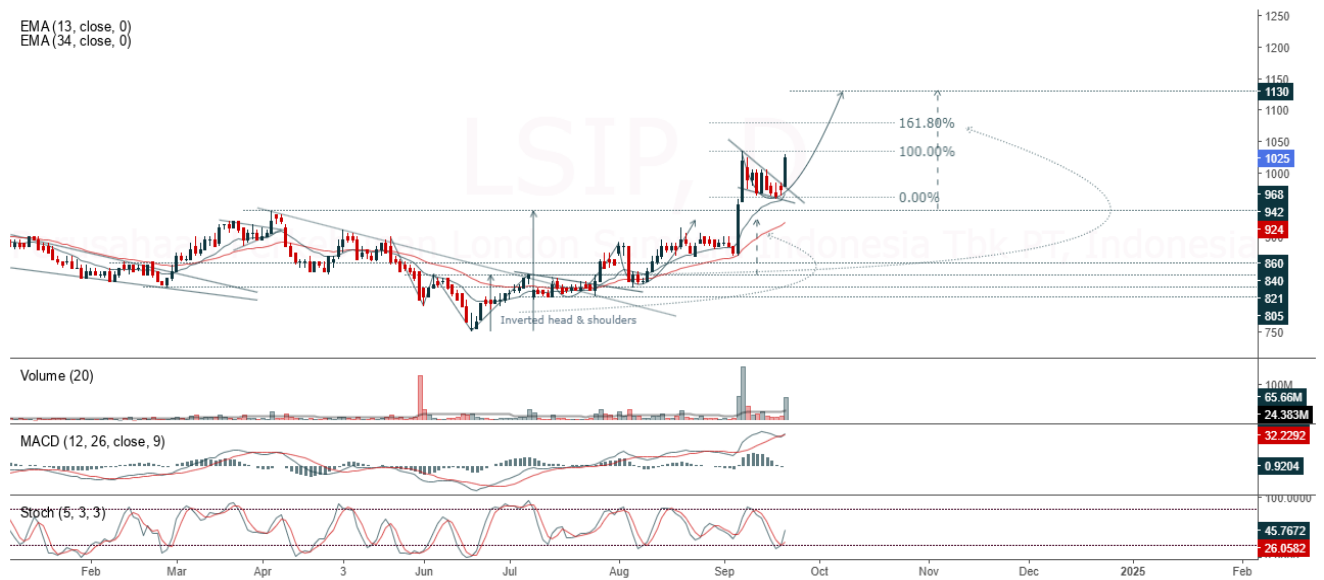 EMA (13, close, 0)
EMA (34, close, 0)
LSIP, D
1250
1200
1150
1130
1100
1050
1025
1000
968
942
924
900
860
840
821
805
750
161.80%
100.00%
0.00%
Inverted head & shoulders
Volume (20)
100M
65.66M
24.383M
MACD (12, 26, close, 9)
32.2292
0.9204
Stoch (5, 3, 3)
100.0000
45.7672
26.0582
Feb
Mar
Apr
3
Jun
Jul
Aug
Sep
Oct
Nov
Dec
2025
Feb